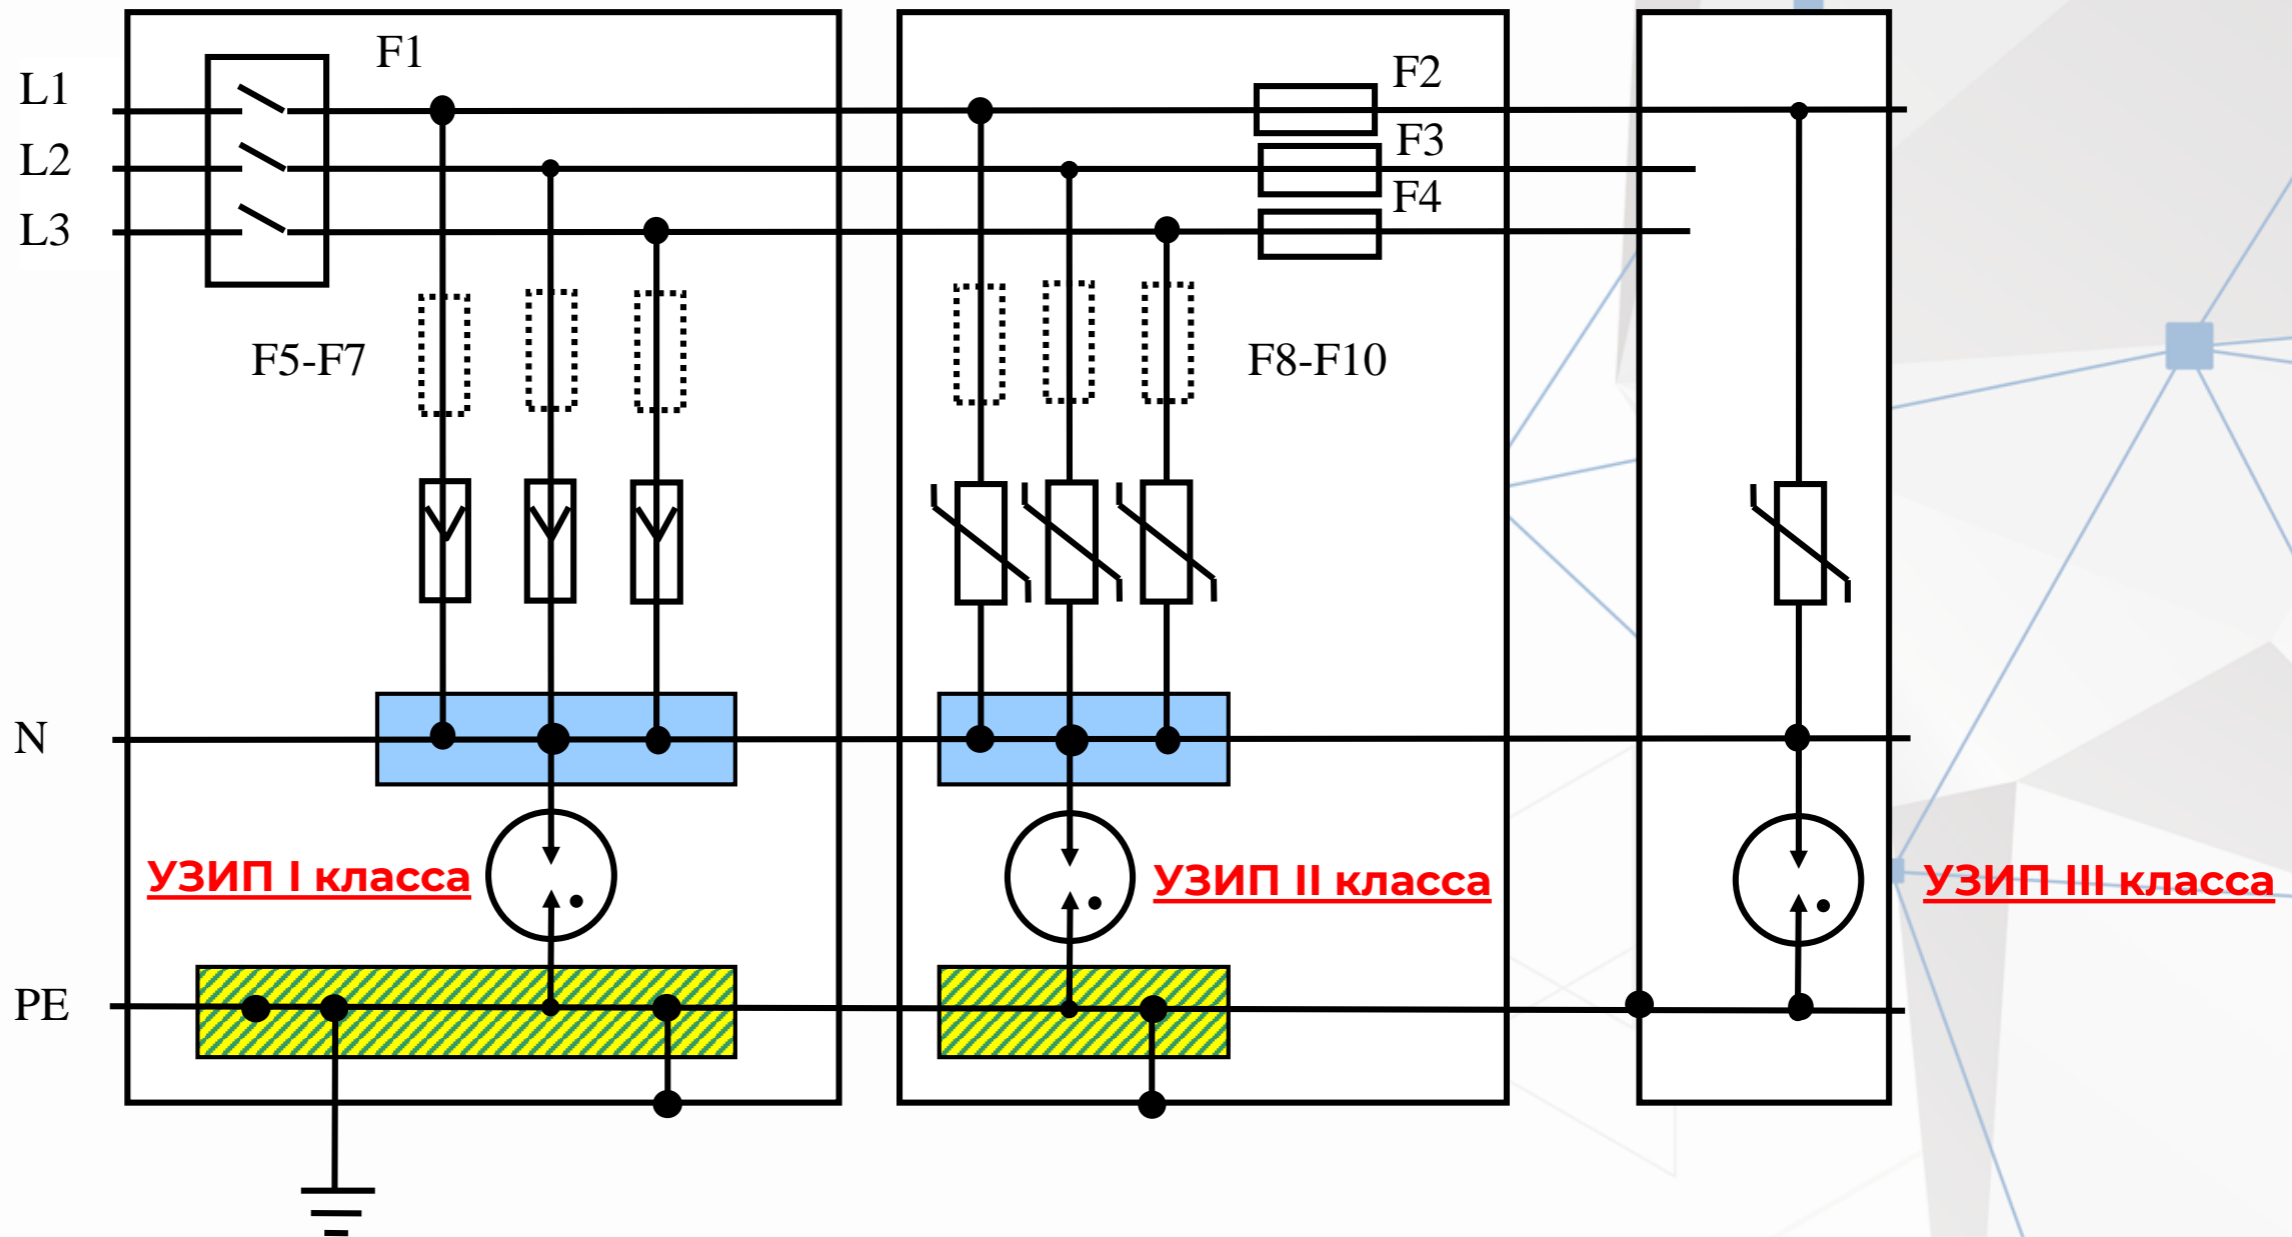 F1
L1
F2
F3
L2
F4
L3
F5-F7
F8-F10
N
УЗИП I класса
УЗИП II класса
УЗИП III класса
PE